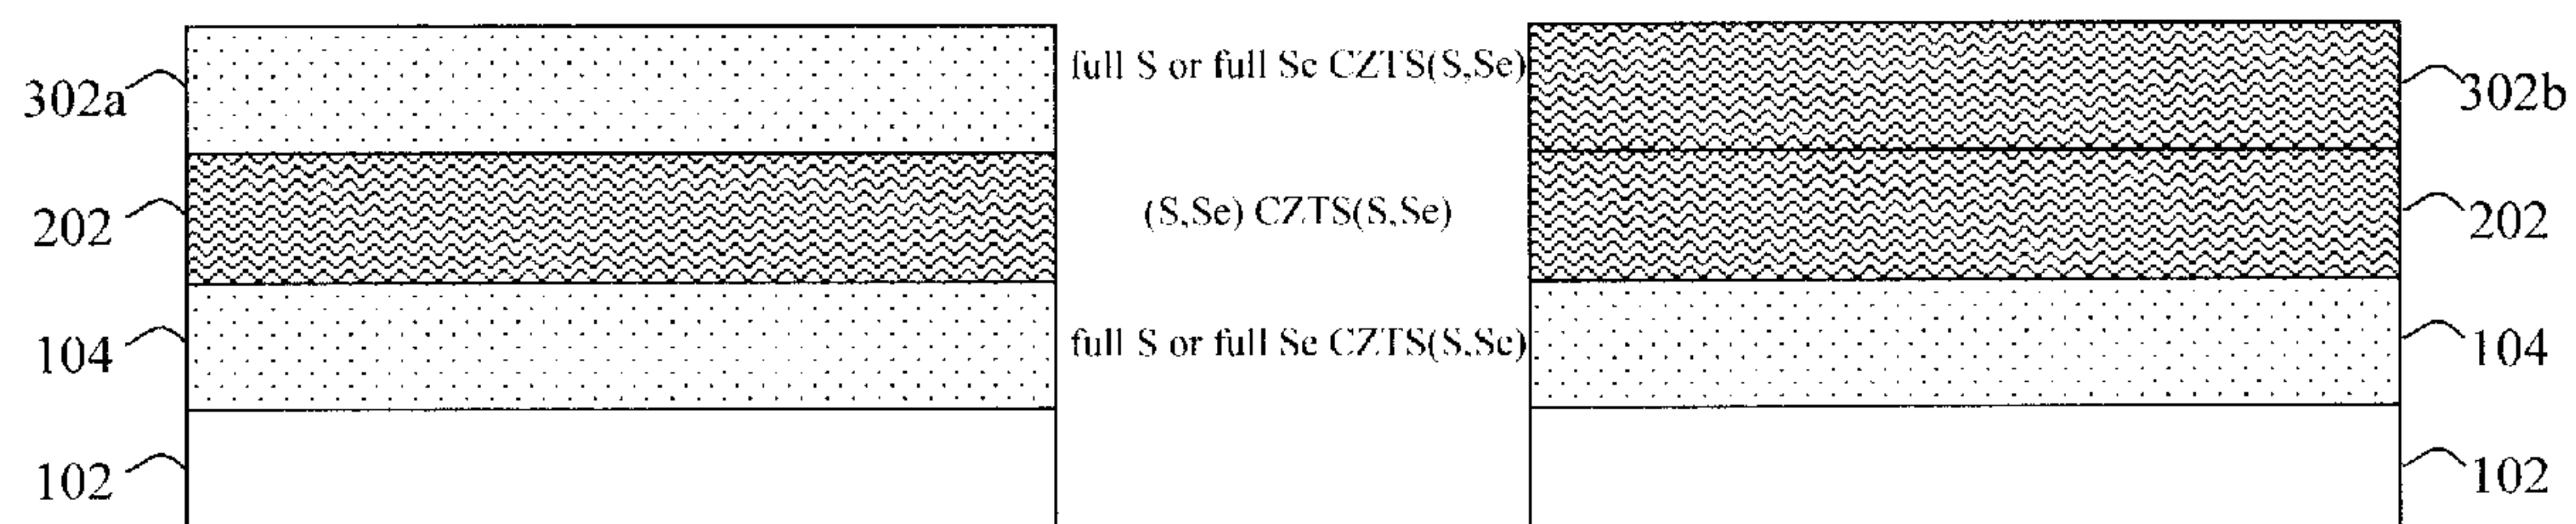 302a
full S or full Se CZTS(S,Se)
302b
202
(S,Se) CZTS(S,Se)
202
104
full S or full Se CZTS(S,Se)
104
102
102